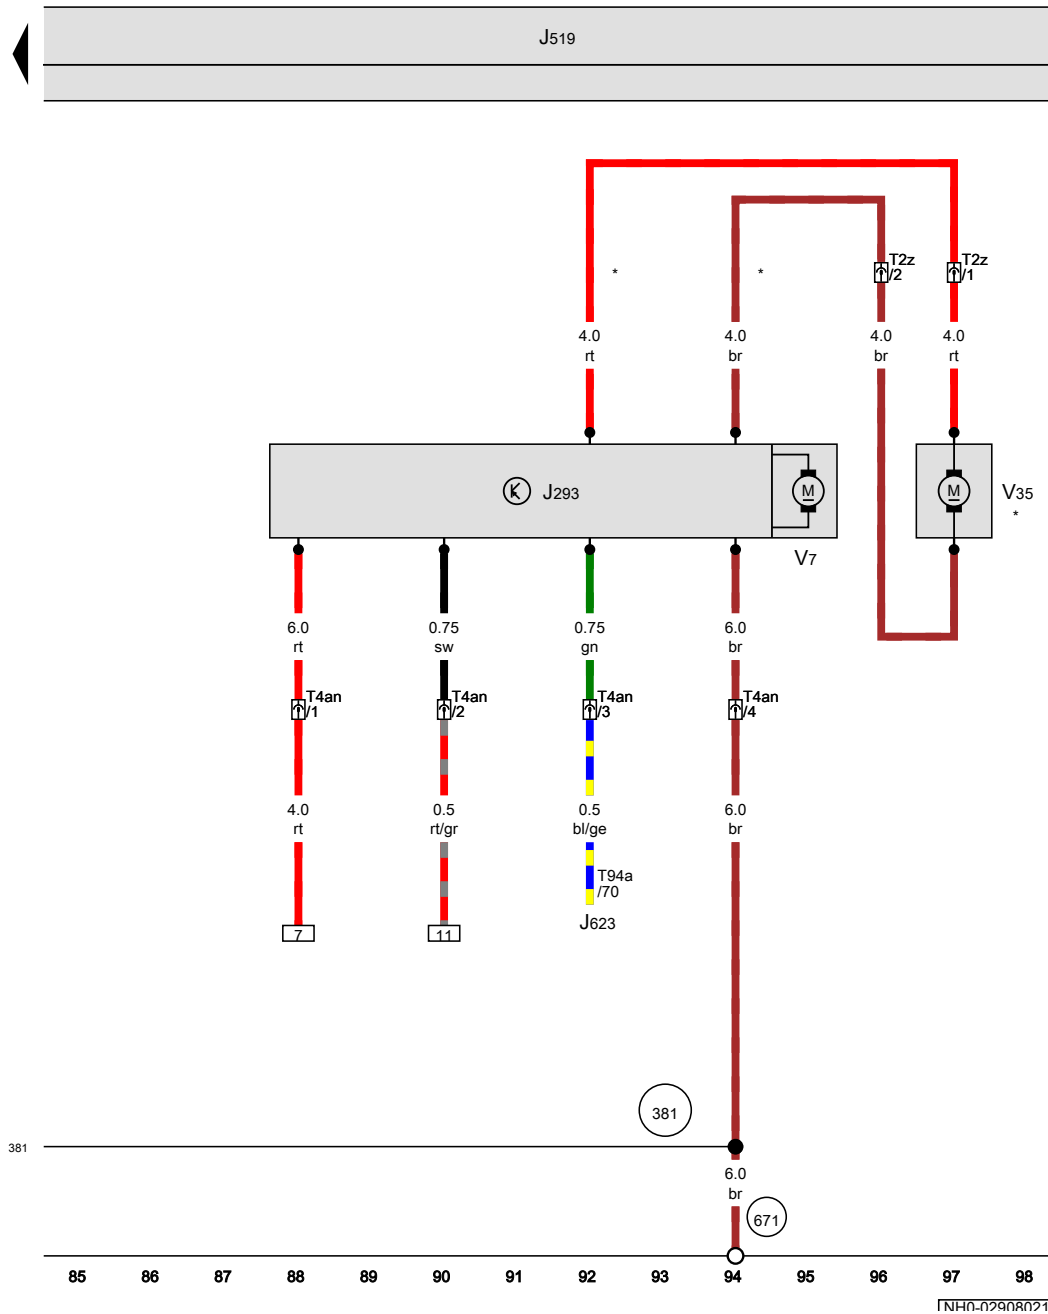 J519
T2z
/2
T2z
/1
*
*
4.0
rt
4.0
br
4.0
br
4.0
rt
J293
M
M
V35
*
V7
6.0
rt
0.75
sw
0.75
gn
6.0
br
T4an
/1
T4an
/2
T4an
/3
T4an
/4
4.0
rt
0.5
rt/gr
0.5
bl/ge
6.0
br
T94a
/70
7
11
J623
381
381
6.0
br
671
85 86 87 88 89 90 91 92 93 94 95 96 97 98
NH0-02908021